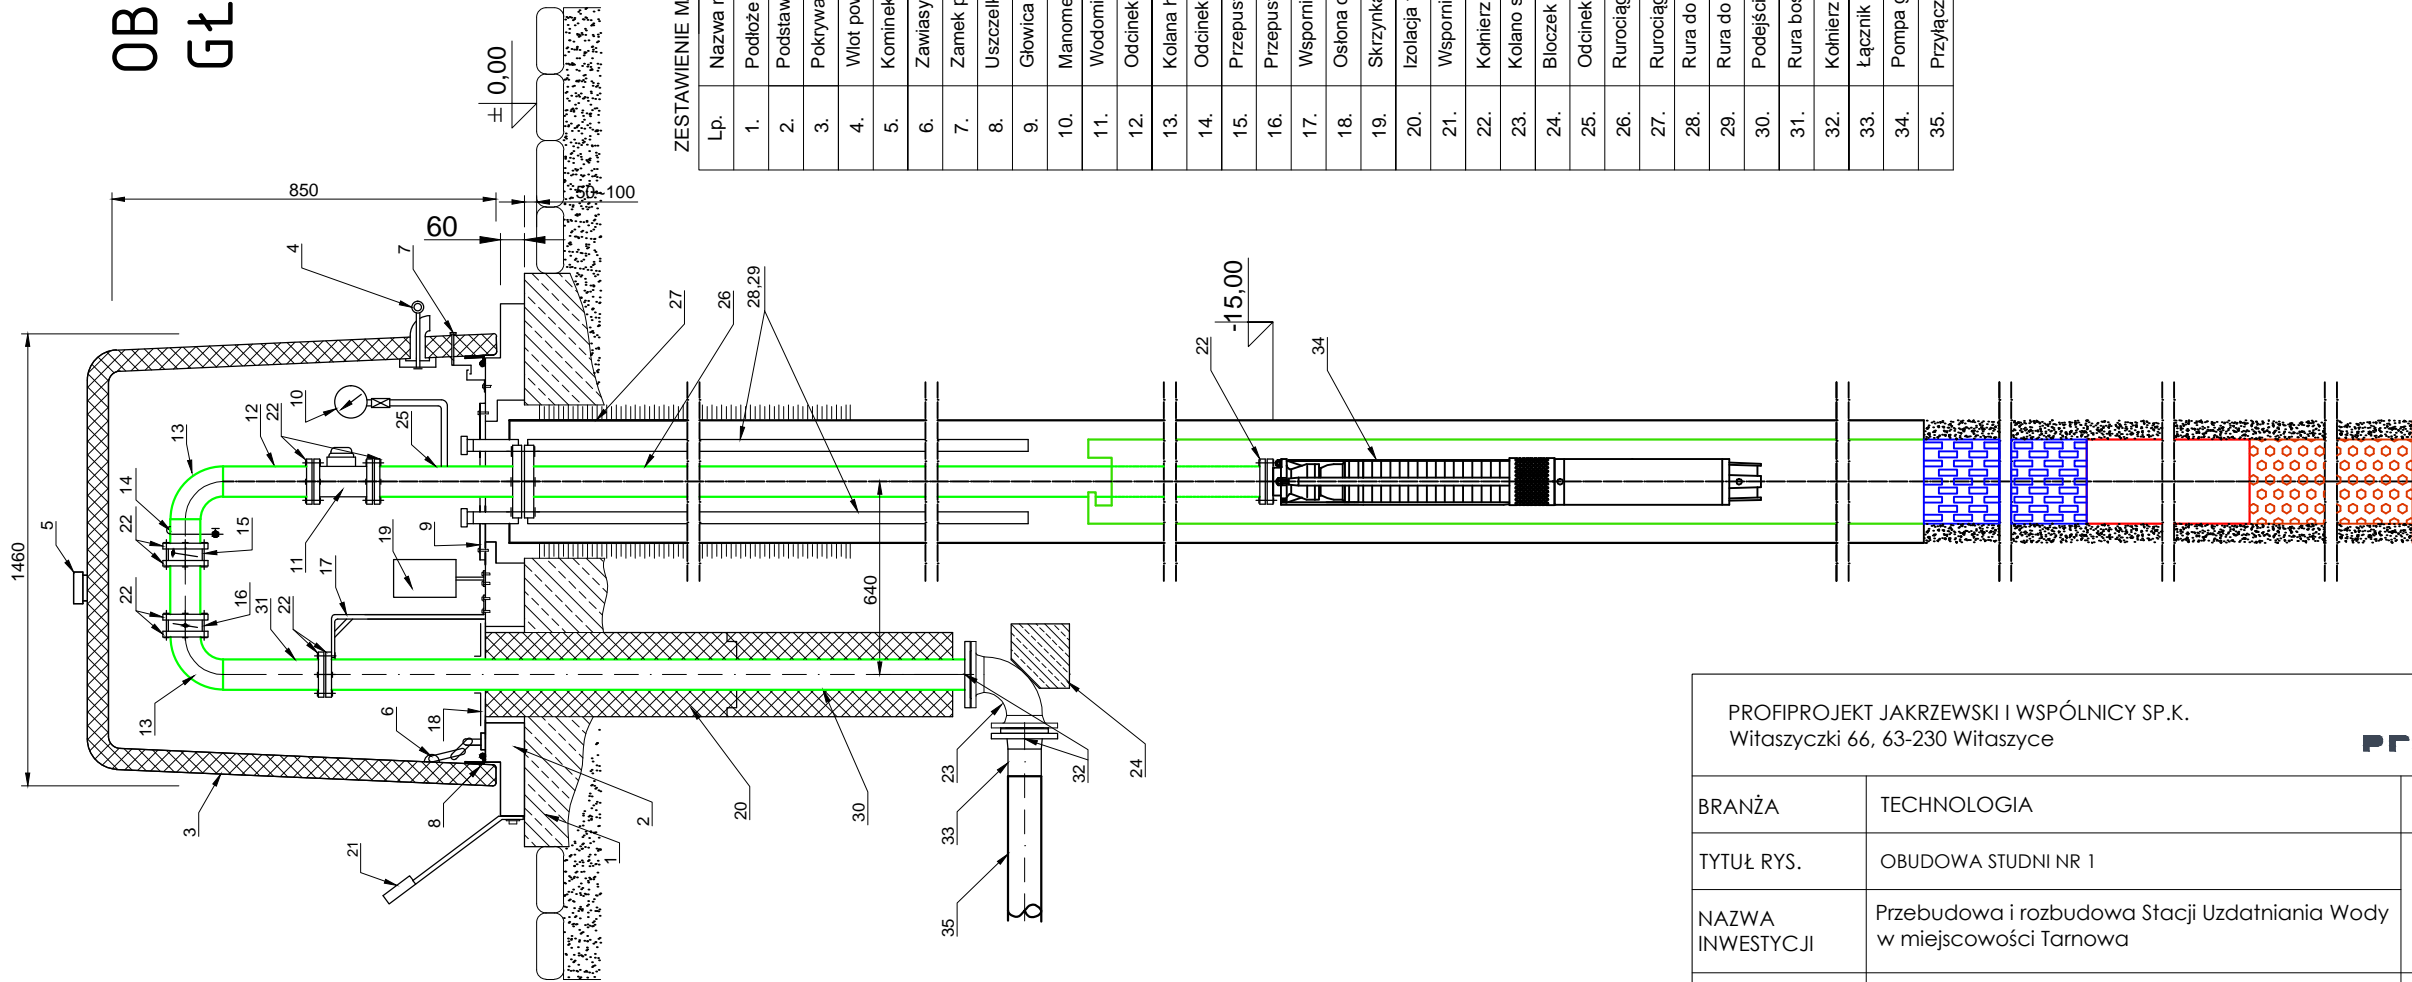 OB
GŁ
ZESTAWIENIE M
Lp. Nazwa
1. Podłoże
2. Podstaw
3. Pokrywa
4. Wlot pow
5. Kominek
6. Zawiasy
7. Zamek p
8. Uszczelk
9. Głowica
10. Manome
11. Wodomi
12. Odcinek
13. Kolana h
14. Odcinek
15. Przepus
16. Przepus
17. Wsporni
18. Osłona o
19. Skrzynka
20. Izolacja
21. Wsporni
22. Kołnierz
23. Kolano s
24. Bloczek
25. Odcinek
26. Rurociąg
27. Rurociąg
28. Rura do
29. Rura do
30. Podejści
31. Rura bos
32. Kołnierz
33. Łącznik
34. Pompa g
35. Przyłącz
± 0,00
850
50-100
60
1460
640
-15,00
4
7
10
12
22
13
25
14
22
15
5
11
19
9
17
22
16
31
22
13
6
18
3
8
21
2
1
20
30
27
26
28,29
22
34
23
32
24
33
35
PROFIPROJEKT JAKRZEWSKI I WSPÓLNICY SP.K.
Witaszyczki 66, 63-230 Witaszyce
BRANŻA TECHNOLOGIA
TYTUŁ RYS. OBUDOWA STUDNI NR 1
NAZWA INWESTYCJI
Przebudowa i rozbudowa Stacji Uzdatniania Wody
w miejscowości Tarnowa